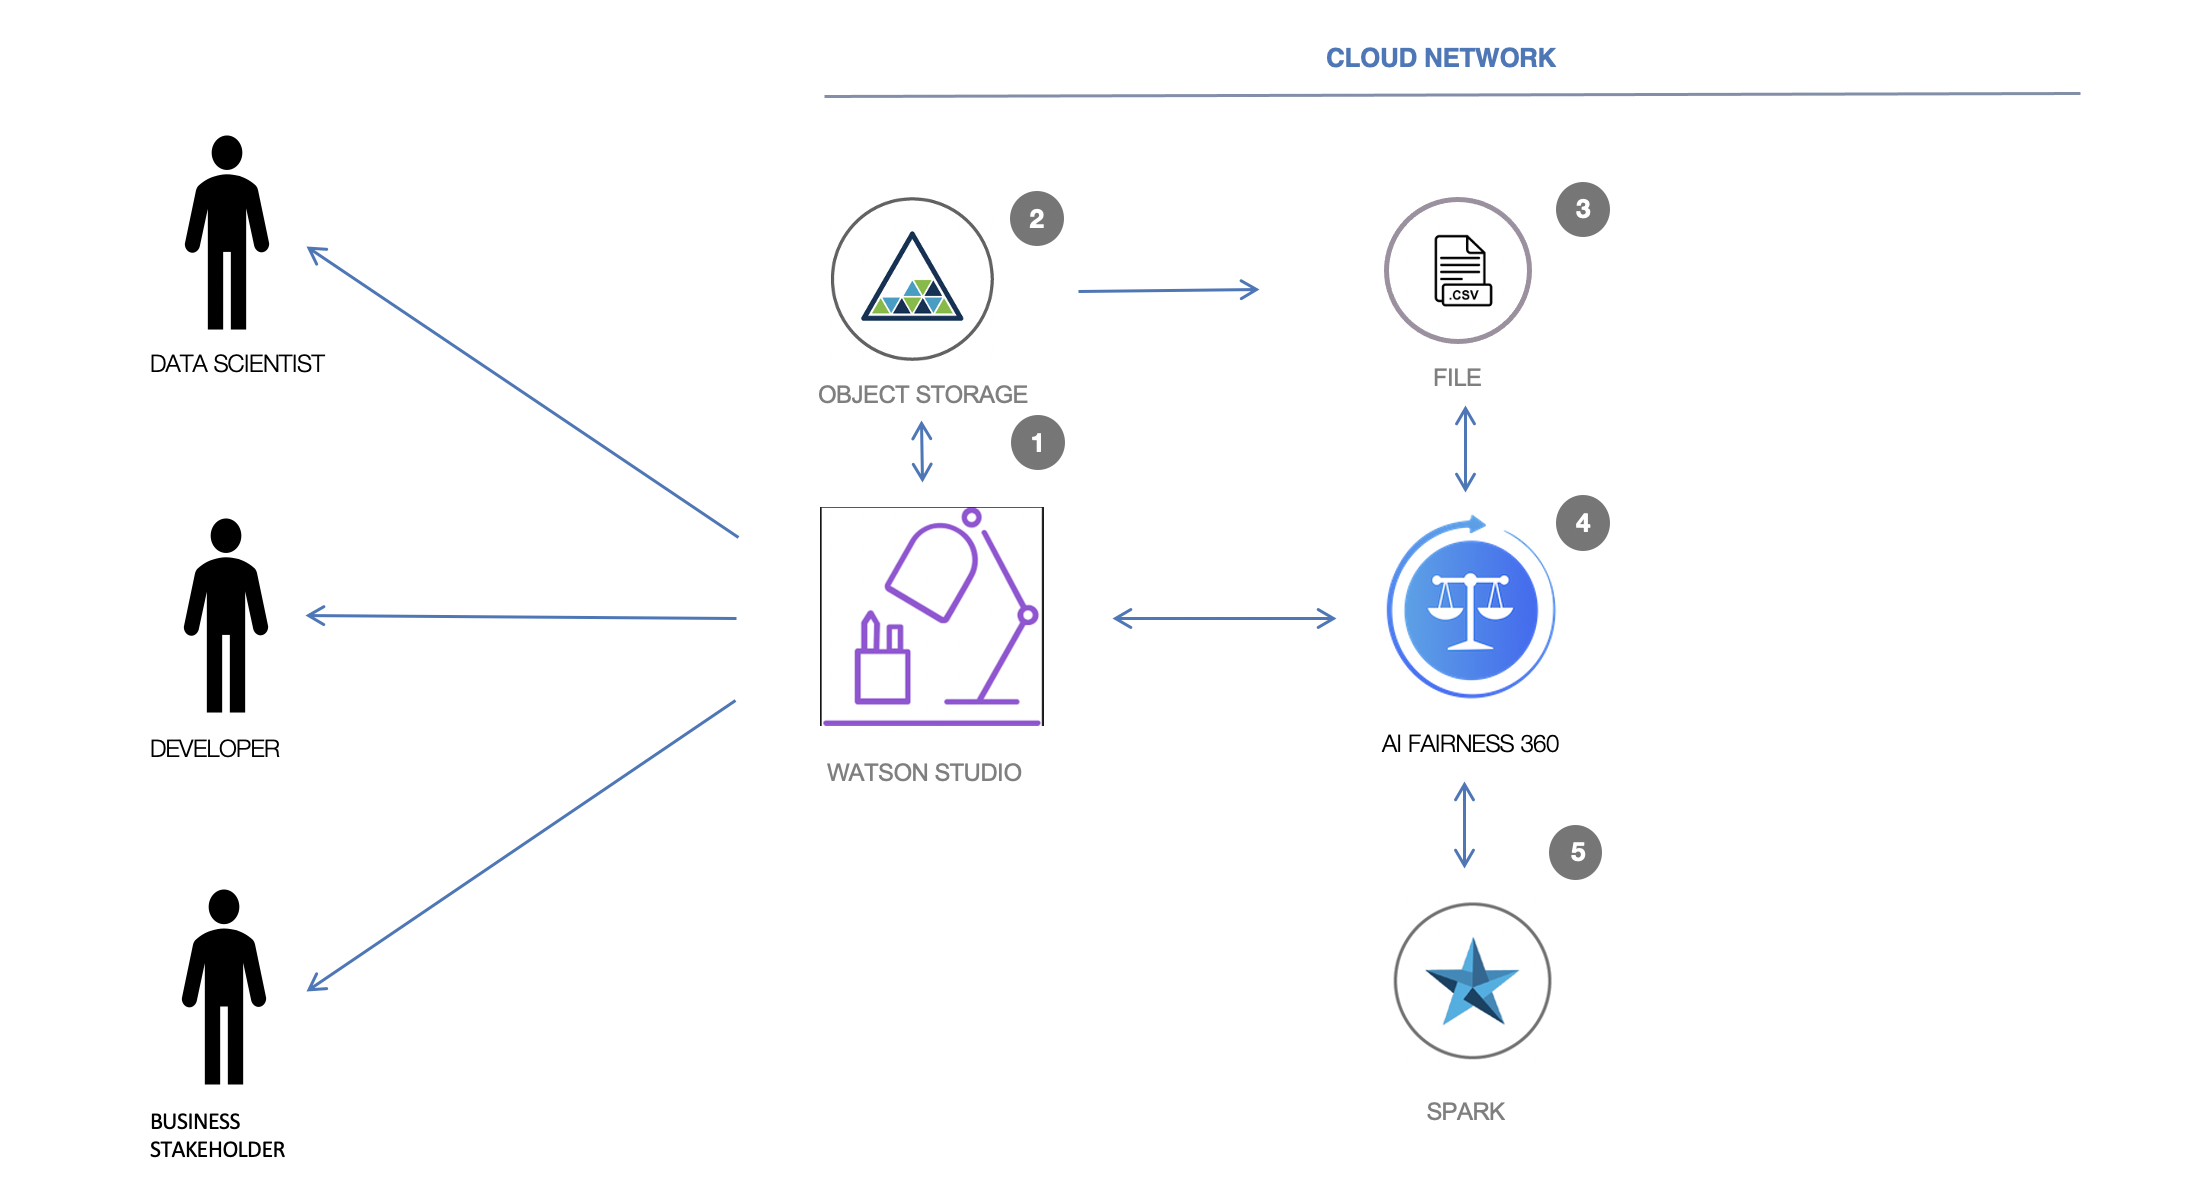 CLOUD NETWORK
DATA SCIENTIST
2
OBJECT STORAGE
3
.CSV
FILE
1
4
DEVELOPER
WATSON STUDIO
AI FAIRNESS 360
5
SPARK
BUSINESS
STAKEHOLDER